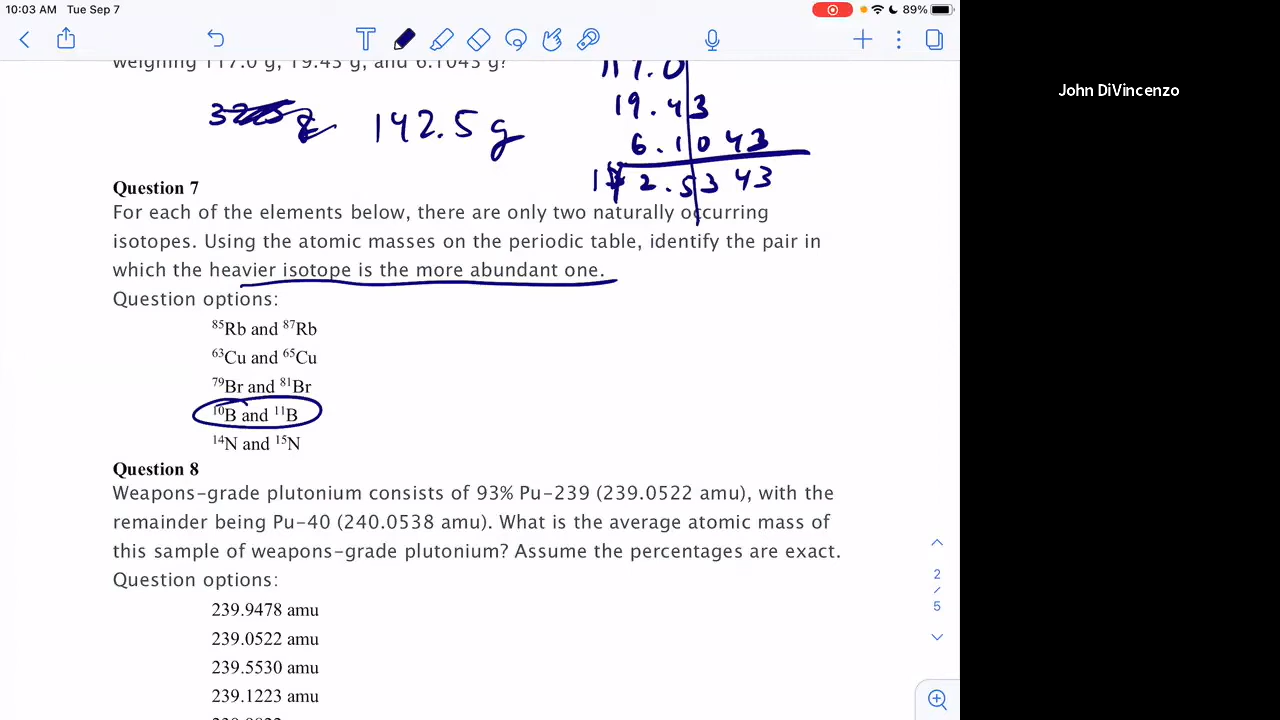 10:03 AM Tue Sep 7
89%
weighing 117.0 g, 19.43 g, and 6.1043 g?
117.0
19.43
142.5 g
6.1043
2.5343
Question 7
For each of the elements below, there are only two naturally occurring
isotopes. Using the atomic masses on the periodic table, identify the pair in
which the heavier isotope is the more abundant one.
Question options:
⁸⁵Rb and ⁸⁷Rb
⁶³Cu and ⁶⁵Cu
⁷⁹Br and ⁸¹Br
¹⁰B and ¹¹B
¹⁴N and ¹⁵N
Question 8
Weapons-grade plutonium consists of 93% Pu-239 (239.0522 amu), with the
remainder being Pu-40 (240.0538 amu). What is the average atomic mass of
this sample of weapons-grade plutonium? Assume the percentages are exact.
Question options:
239.9478 amu
239.0522 amu
239.5530 amu
239.1223 amu
2
5
John DiVincenzo